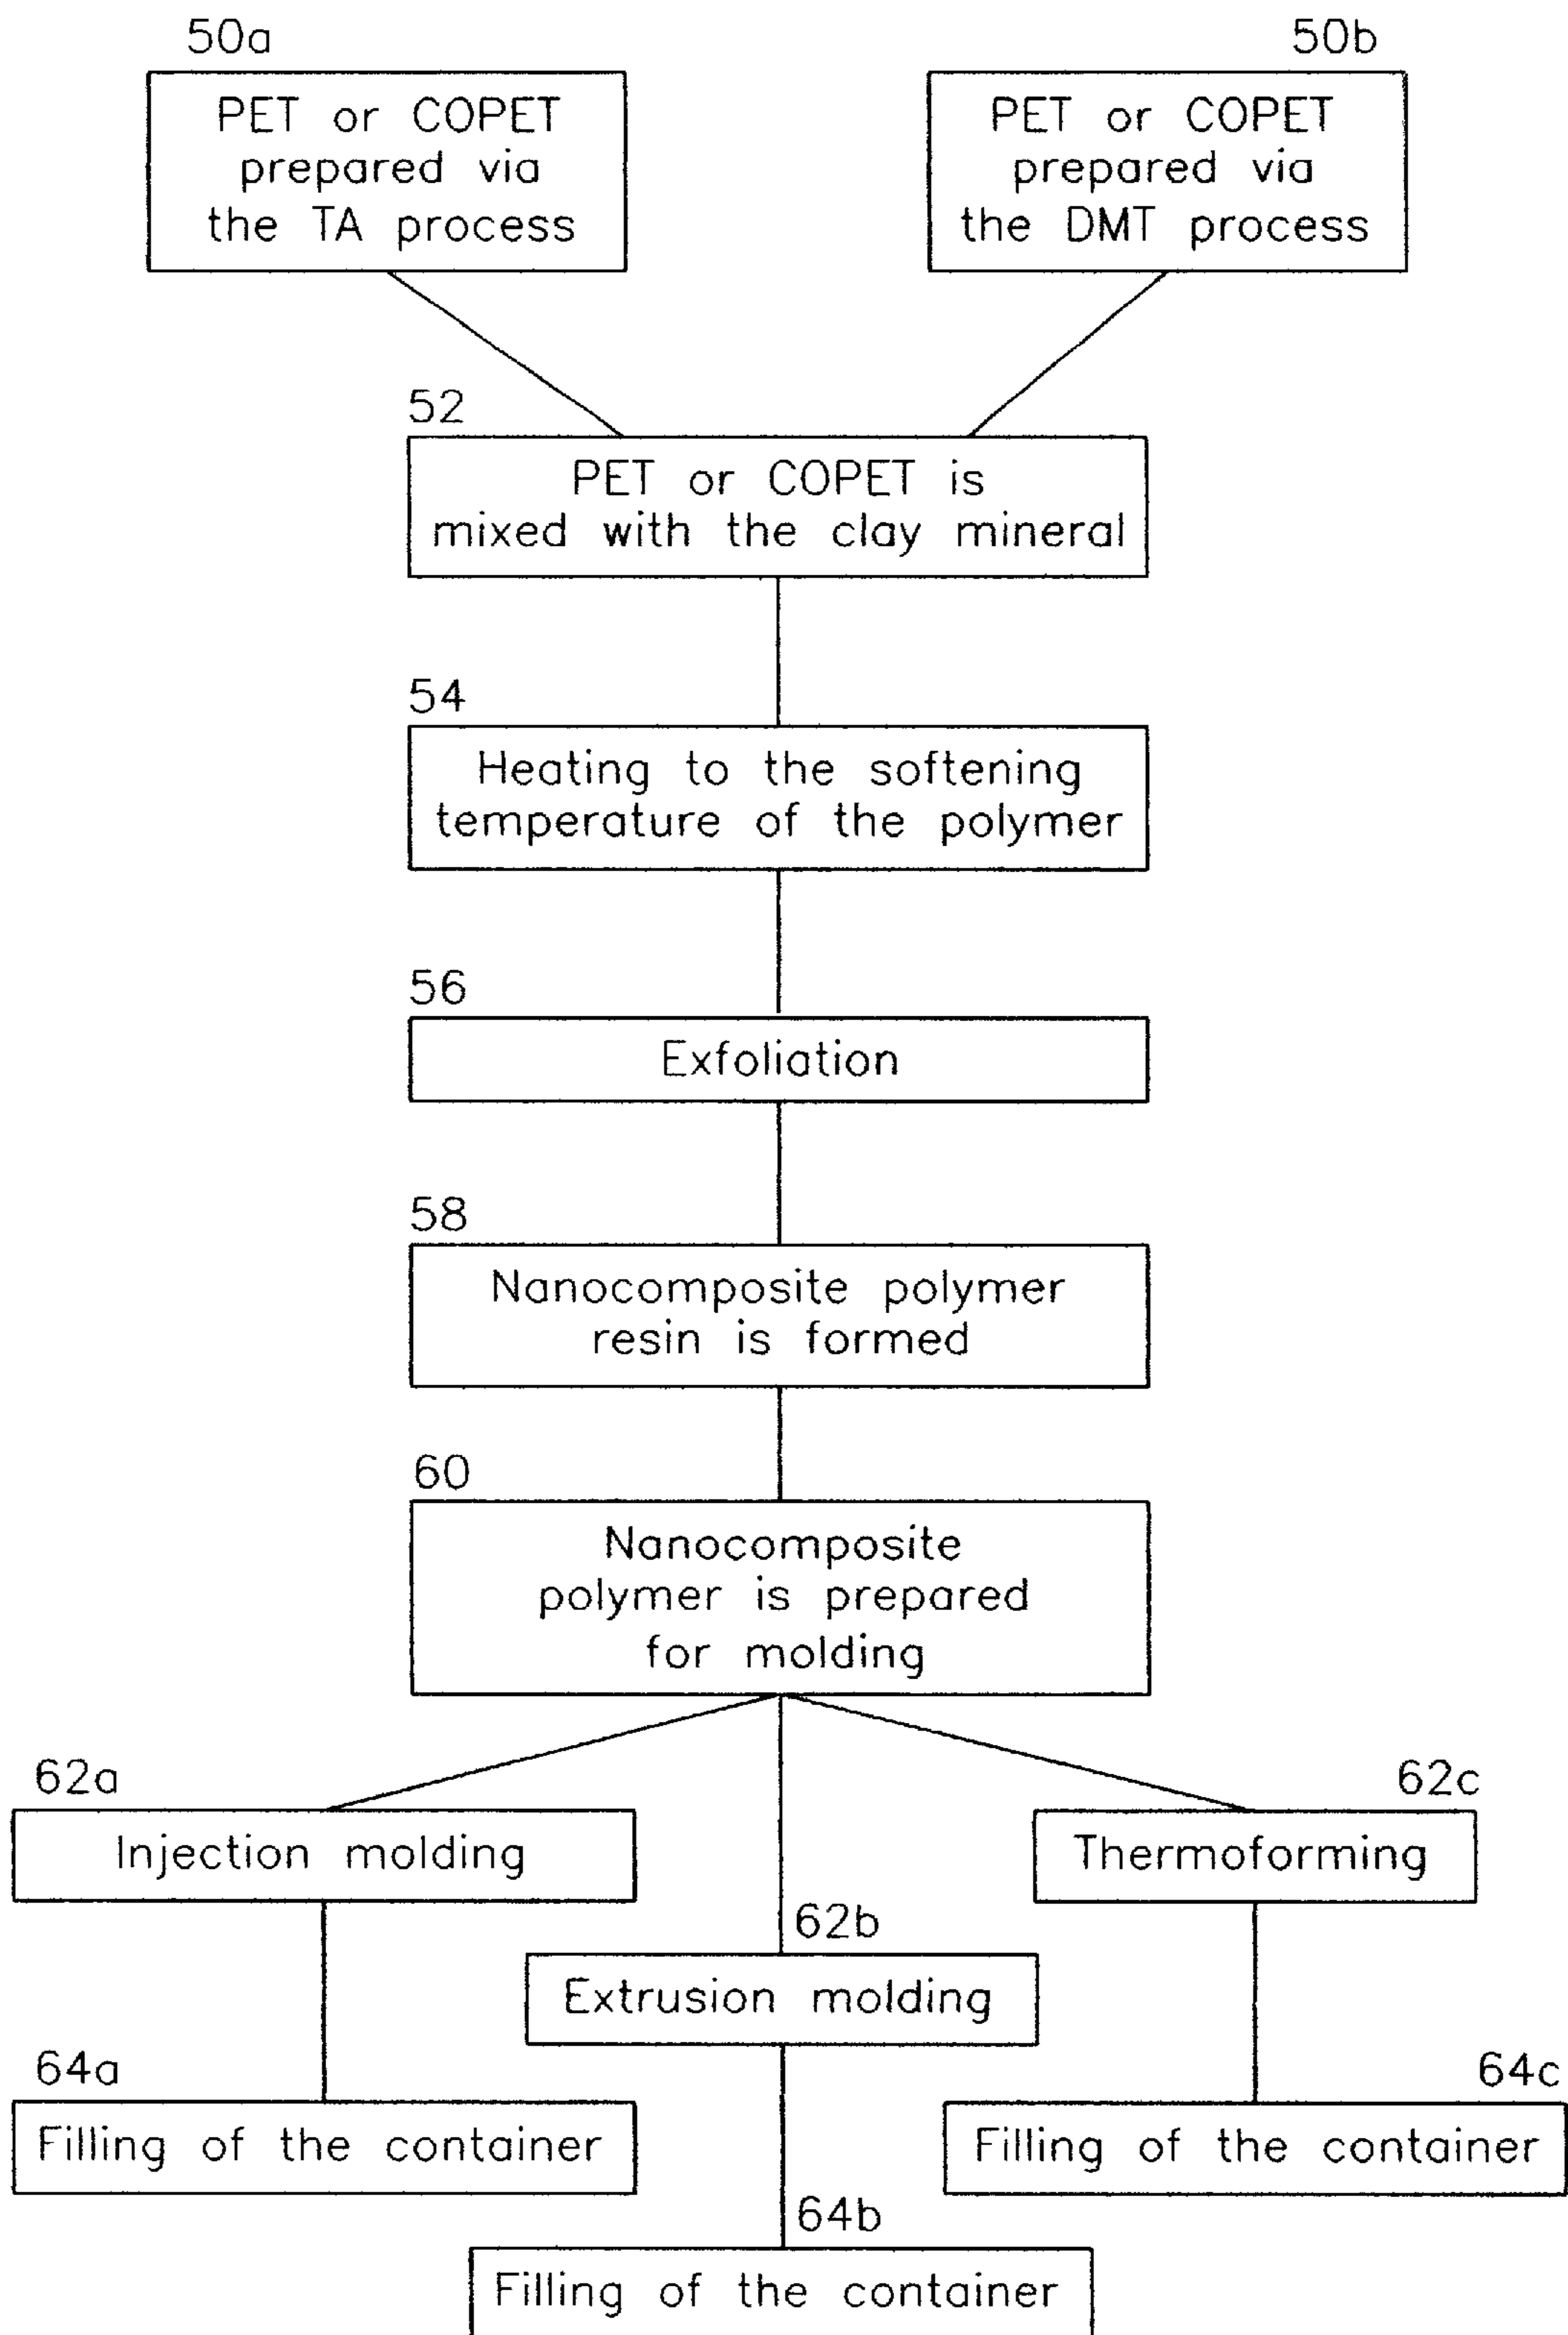 50a
PET or COPET
prepared via
the TA process
50b
PET or COPET
prepared via
the DMT process
52
PET or COPET is
mixed with the clay mineral
54
Heating to the softening
temperature of the polymer
56
Exfoliation
58
Nanocomposite polymer
resin is formed
60
Nanocomposite
polymer is prepared
for molding
62a
Injection molding
62c
Thermoforming
62b
Extrusion molding
64a
Filling of the container
64c
Filling of the container
64b
Filling of the container